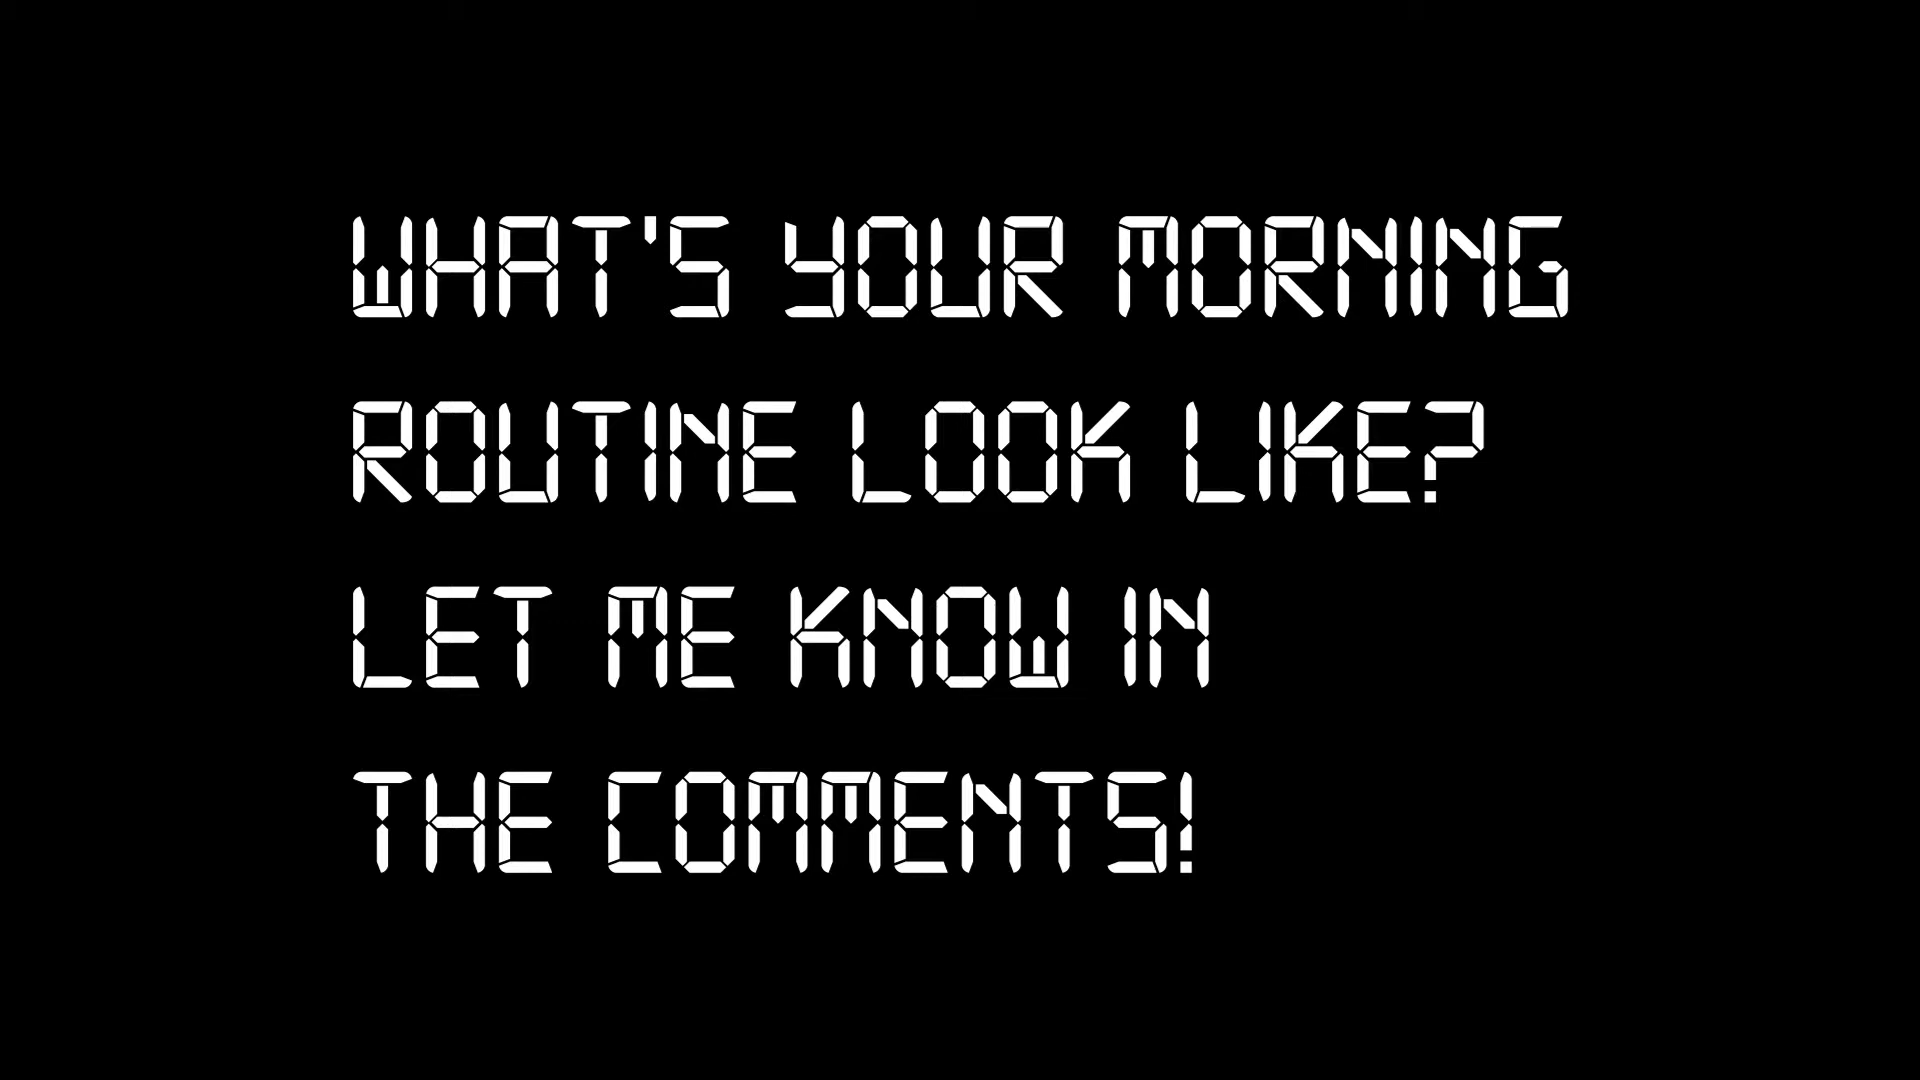 WHAT'S YOUR MORNING
ROUTINE LOOK LIKE?
LET ME KNOW IN
THE COMMENTS!